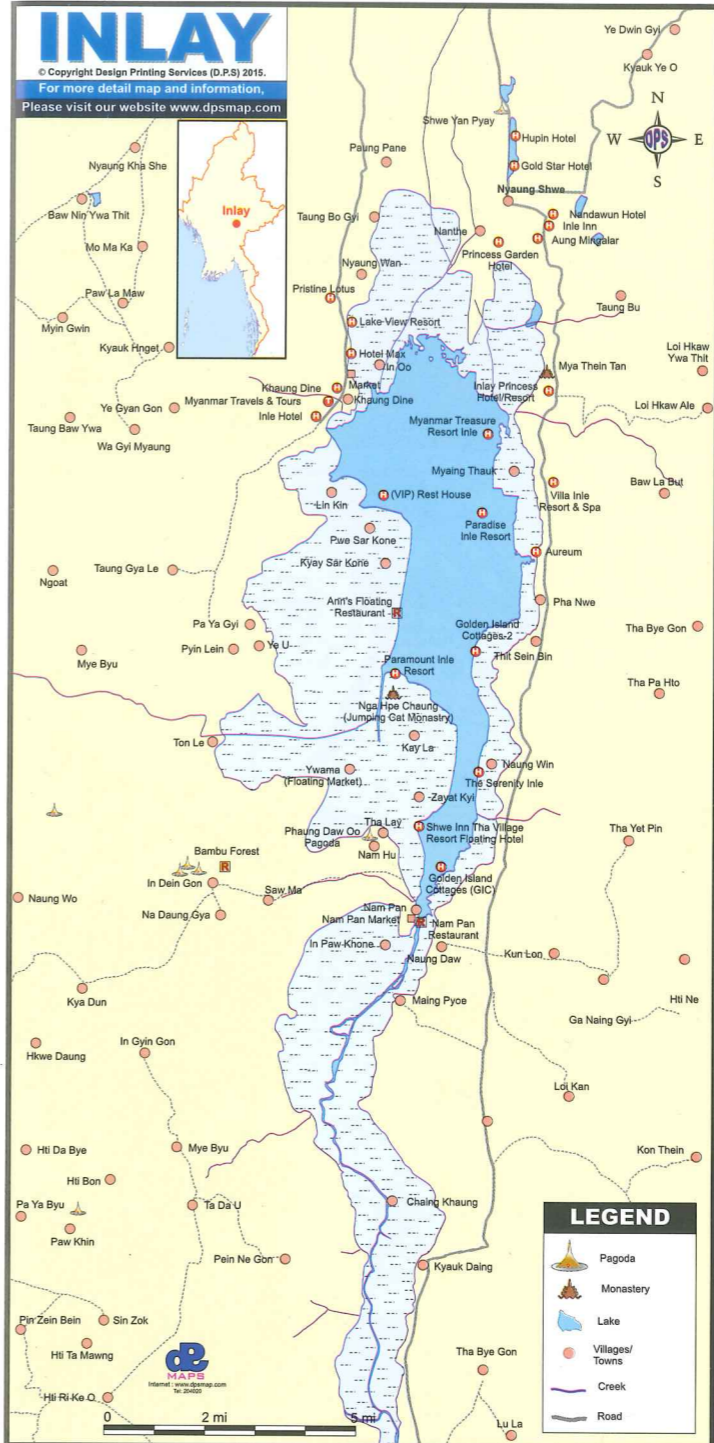 INLAY
© Copyright Design Printing Services (D.P.S) 2015.
For more detail map and information,
Please visit our website www.dpsmap.com
Inlay
Ye Dwin Gyi
Kyauk Ye O
N
W DPS E
S
Shwe Yan Pyay
Hupin Hotel
Gold Star Hotel
Nyaung Shwe
Paung Pane
Nyaung Kha She
Baw Nin Ywa Thit
Taung Bo Gyi
Nanthe
Nandawun Hotel
Inle Inn
Aung Mingalar
Princess Garden
Hotel
Mo Ma Ka
Nyaung Wan
Paw La Maw
Pristine Lotus
Taung Bu
Myin Gwin
Lake View Resort
Kyauk Hnget
Hotel Max
In Oo
Mya Thein Tan
Loi Hkaw
Ywa Thit
Khaung Dine
Market
Myanmar Travels & Tours
Khaung Dine
Inle Hotel
Inlay Princess
Hotel/Resort
Ye Gyan Gon
Loi Hkaw Ale
Taung Baw Ywa
Wa Gyi Myaung
Myanmar Treasure
Resort Inle
Myaing Thauk
Lin Kin
(VIP) Rest House
Villa Inle
Resort & Spa
Baw La But
Paradise
Inle Resort
Pwe Sar Kone
Aureum
Kyay Sar Kone
Ngoat
Taung Gya Le
Ann's Floating
Restaurant
Pha Nwe
Pa Ya Gyi
Golden Island
Cottages-2
Tha Bye Gon
Mye Byu
Pyin Lein
Ye U
Thit Sein Bin
Paramount Inle
Resort
Tha Pa Hto
Nga Hpe Chaung
(Jumping Cat Monastry)
Ton Le
Kay La
Ywama
(Floating Market)
Naung Win
The Serenity Inle
Zayat Kyi
Tha Lay
Phaung Daw Oo
Pagoda
Nam Hu
Shwe Inn Tha Village
Resort Floating Hotel
Tha Yet Pin
Bambu Forest
In Dein Gon
Golden Island
Cottages (GIC)
Naung Wo
Saw Ma
Na Daung Gya
Nam Pan
Nam Pan Market
Nam Pan
Restaurant
In Paw Khone
Naung Daw
Kun Lon
Kya Dun
Maing Pyoe
Hti Ne
Ga Naing Gyi
Hkwe Daung
In Gyin Gon
Loi Kan
Hti Da Bye
Mye Byu
Kon Thein
Hti Bon
Pa Ya Byu
Ta Da U
Chaing Khaung
Paw Khin
Pein Ne Gon
Kyauk Daing
Pin Zein Bein
Sin Zok
Hti Ta Mawng
Hti Ri Ke O
Tha Bye Gon
Lu La
LEGEND
Pagoda
Monastery
Lake
Villages/
Towns
Creek
Road
MAPS
Internet : www.dpsmap.com
Tel: 204020
0 2 mi 5 mi